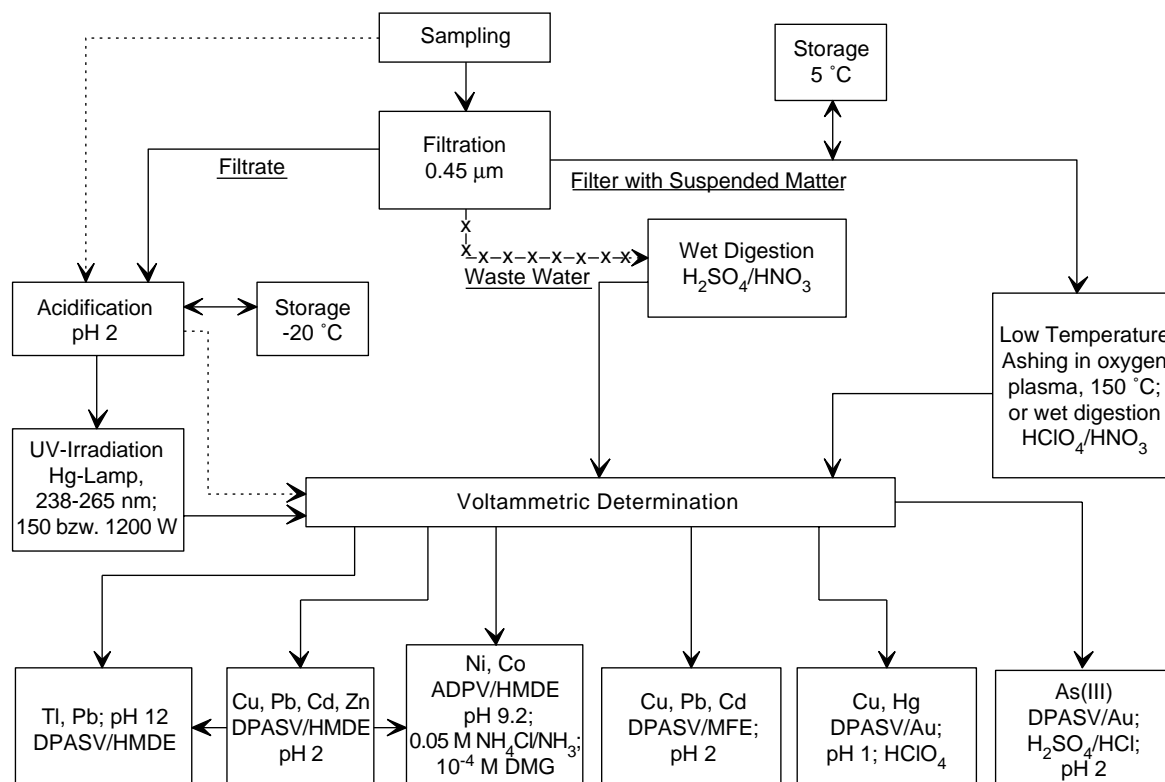 Sampling
Storage
5 ˚C
Filtration
0.45 μm
Filtrate
Filter with Suspended Matter
x
x-x-x-x-x-x-x
Waste Water
Wet Digestion
H₂SO₄/HNO₃
Acidification
pH 2
Storage
-20 ˚C
Low Temperature
Ashing in oxygen
plasma, 150 ˚C;
or wet digestion
HClO₄/HNO₃
UV-Irradiation
Hg-Lamp,
238-265 nm;
150 bzw. 1200 W
Voltammetric Determination
Tl, Pb; pH 12
DPASV/HMDE
Cu, Pb, Cd, Zn
DPASV/HMDE
pH 2
Ni, Co
ADPV/HMDE
pH 9.2;
0.05 M NH₄Cl/NH₃;
10⁻⁴ M DMG
Cu, Pb, Cd
DPASV/MFE;
pH 2
Cu, Hg
DPASV/Au;
pH 1; HClO₄
As(III)
DPASV/Au;
H₂SO₄/HCl;
pH 2